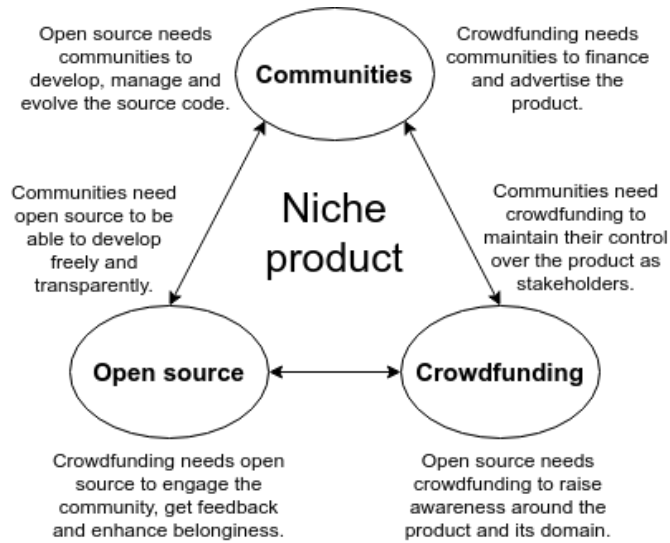 Open source needs
communities to
develop, manage and
evolve the source code.
Communities
Crowdfunding needs
communities to finance
and advertise the
product.
Communities need
open source to be
able to develop
freely and
transparently.
Niche
product
Communities need
crowdfunding to
maintain their control
over the product as
stakeholders.
Open source
Crowdfunding
Crowdfunding needs open
source to engage the
community, get feedback
and enhance belonginess.
Open source needs
crowdfunding to raise
awareness around the
product and its domain.